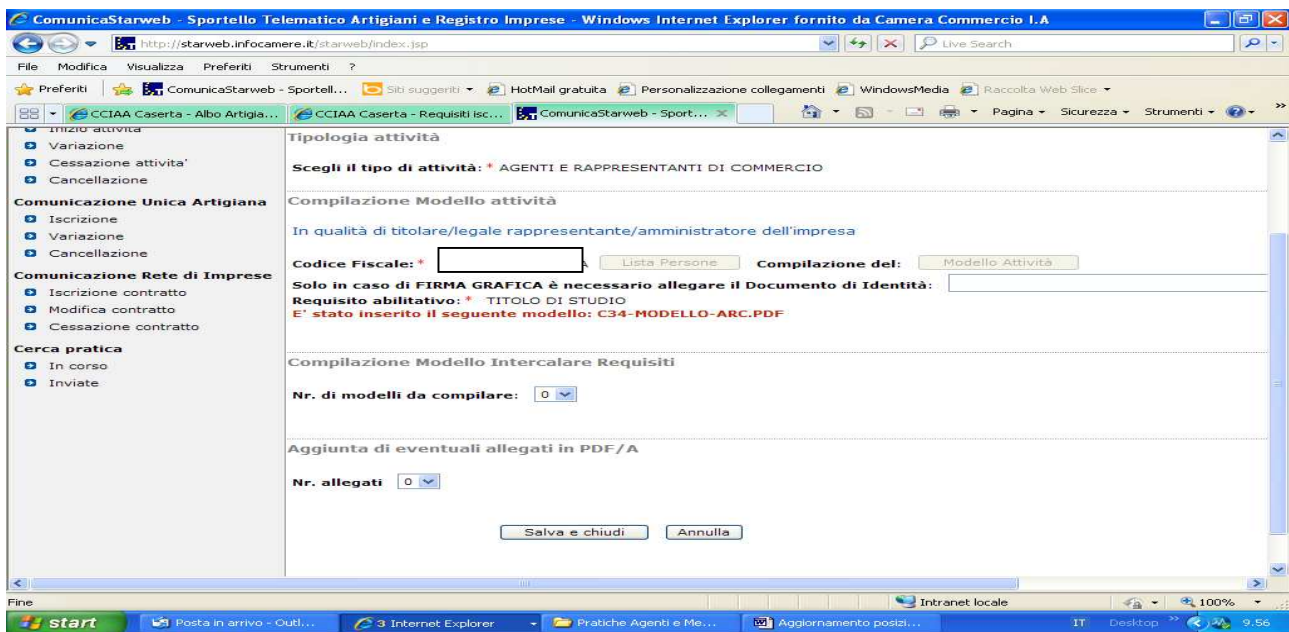 ComunicaStarweb - Sportello Telematico Artigiani e Registro Imprese - Windows Internet Explorer fornito da Camera Commercio I.A
http://starweb.infocamere.it/starweb/index.jsp
Live Search
File Modifica Visualizza Preferiti Strumenti ?
Preferiti ComunicaStarweb - Sportell... Siti suggeriti HotMail gratuita Personalizzazione collegamenti WindowsMedia Raccolta Web Slice
CCIAA Caserta - Albo Artigia... CCIAA Caserta - Requisiti isc... ComunicaStarweb - Sport... Pagina Sicurezza Strumenti »
Inizio attivita'
Variazione
Cessazione attivita'
Cancellazione
Comunicazione Unica Artigiana
Iscrizione
Variazione
Cancellazione
Comunicazione Rete di Imprese
Iscrizione contratto
Modifica contratto
Cessazione contratto
Cerca pratica
In corso
Inviate
Tipologia attività
Scegli il tipo di attività: * AGENTI E RAPPRESENTANTI DI COMMERCIO
Compilazione Modello attività
In qualità di titolare/legale rappresentante/amministratore dell'impresa
Codice Fiscale: * Lista Persone Compilazione del: Modello Attività
Solo in caso di FIRMA GRAFICA è necessario allegare il Documento di Identità:
Requisito abilitativo: * TITOLO DI STUDIO
E' stato inserito il seguente modello: C34-MODELLO-ARC.PDF
Compilazione Modello Intercalare Requisiti
Nr. di modelli da compilare: 0
Aggiunta di eventuali allegati in PDF/A
Nr. allegati 0
Salva e chiudi Annulla
Fine Intranet locale 100%
start Posta in arrivo - Outl... 3 Internet Explorer Pratiche Agenti e Me... Aggiornamento posizi... IT Desktop » 9.56